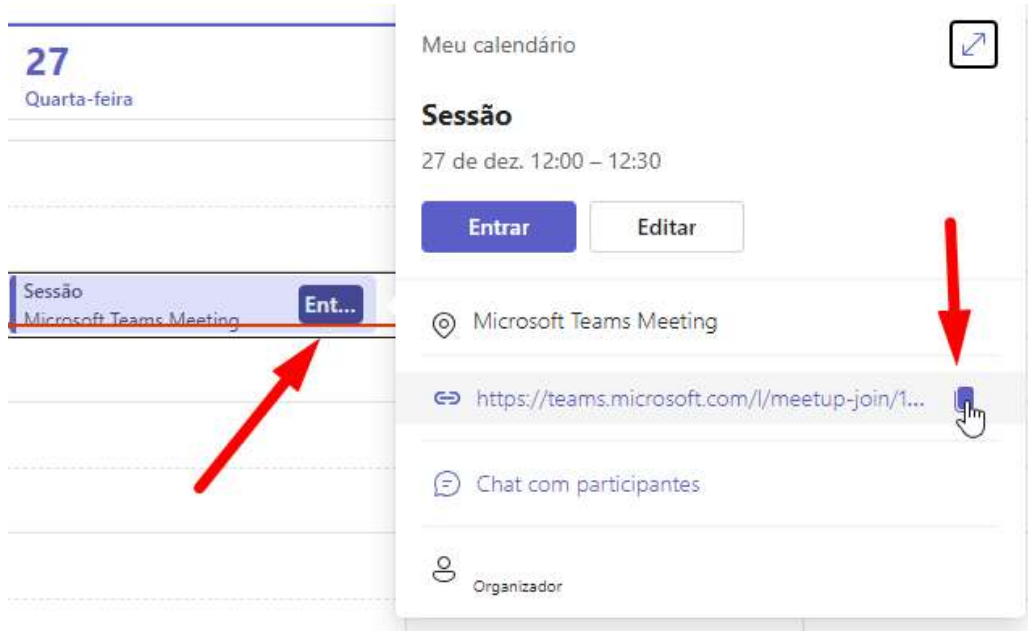 27
Quarta-feira
Sessão
Microsoft Teams Meeting
Ent...
Meu calendário
Sessão
27 de dez. 12:00 – 12:30
Entrar
Editar
Microsoft Teams Meeting
https://teams.microsoft.com/l/meetup-join/1...
Chat com participantes
Organizador